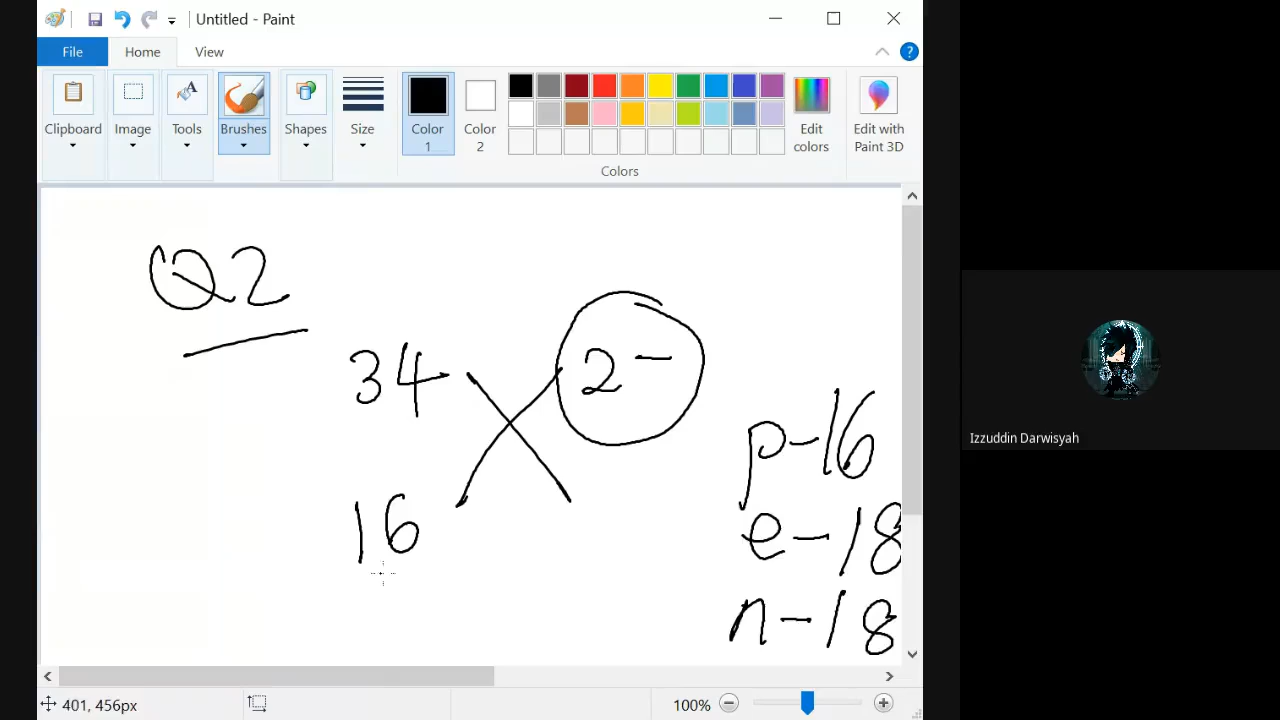 Untitled - Paint
File Home View
Clipboard Image Tools Brushes Shapes Size Color 1 Color 2 Edit colors Edit with Paint 3D
Colors
Q2
34 X 2-
16
p-16
e-18
n-18
Izzuddin Darwisyah
401, 456px
100%